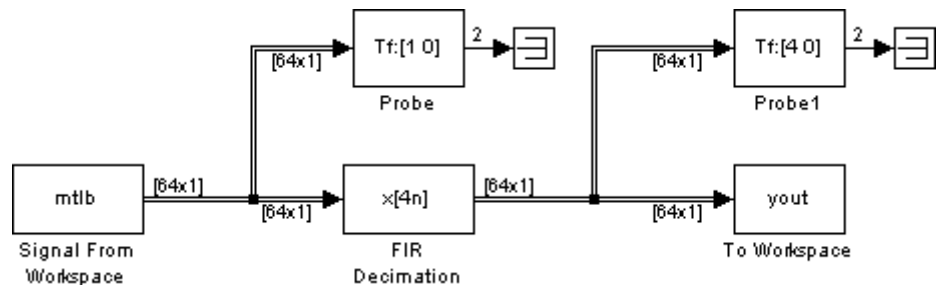 Tf:[1 0]
2
[64x1]
Probe
Tf:[4 0]
2
[64x1]
Probe1
mtlb
[64x1]
[64x1]
Signal From
Workspace
x[4n]
[64x1]
[64x1]
FIR
Decimation
yout
To Workspace